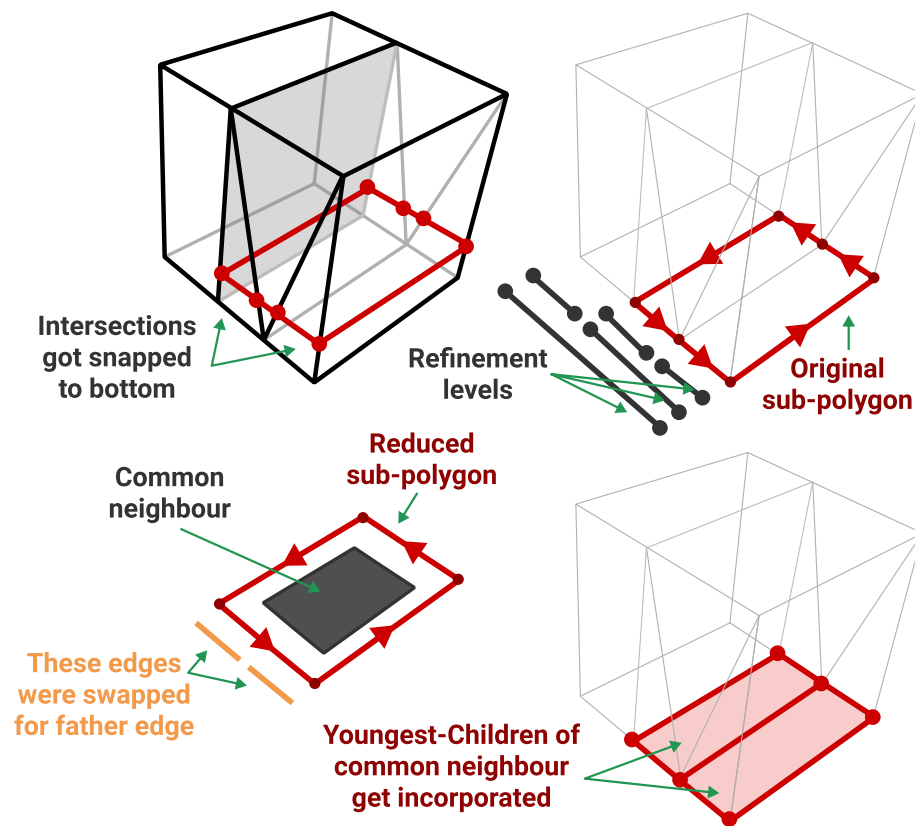 Intersections
got snapped
to bottom
Refinement
levels
Original
sub-polygon
Common
neighbour
Reduced
sub-polygon
These edges
were swapped
for father edge
Youngest-Children of
common neighbour
get incorporated